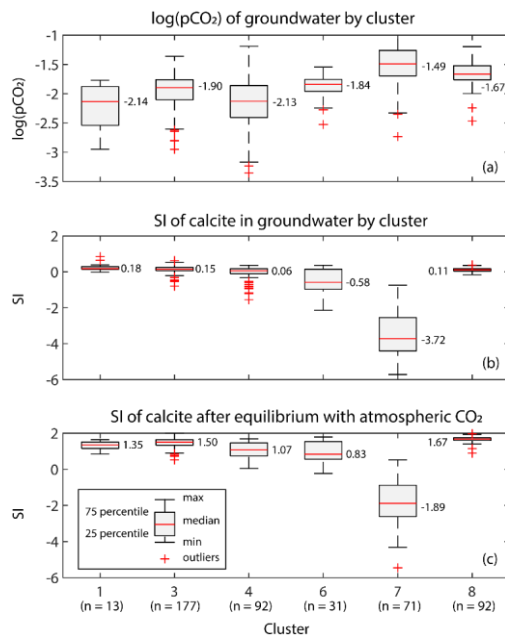 log(pCO₂) of groundwater by cluster
-1
-1.5
-2
-2.5
-3
-3.5
log(pCO₂)
-2.14
-1.90
-2.13
-1.84
-1.49
-1.67
(a)
SI of calcite in groundwater by cluster
2
0
-2
-4
-6
SI
0.18
0.15
0.06
-0.58
-3.72
0.11
(b)
SI of calcite after equilibrium with atmospheric CO₂
2
0
-2
-4
-6
SI
1.35
1.50
1.07
0.83
-1.89
1.67
75 percentile
25 percentile
max
median
min
outliers
(c)
1 3 4 6 7 8
(n = 13) (n = 177) (n = 92) (n = 31) (n = 71) (n = 92)
Cluster